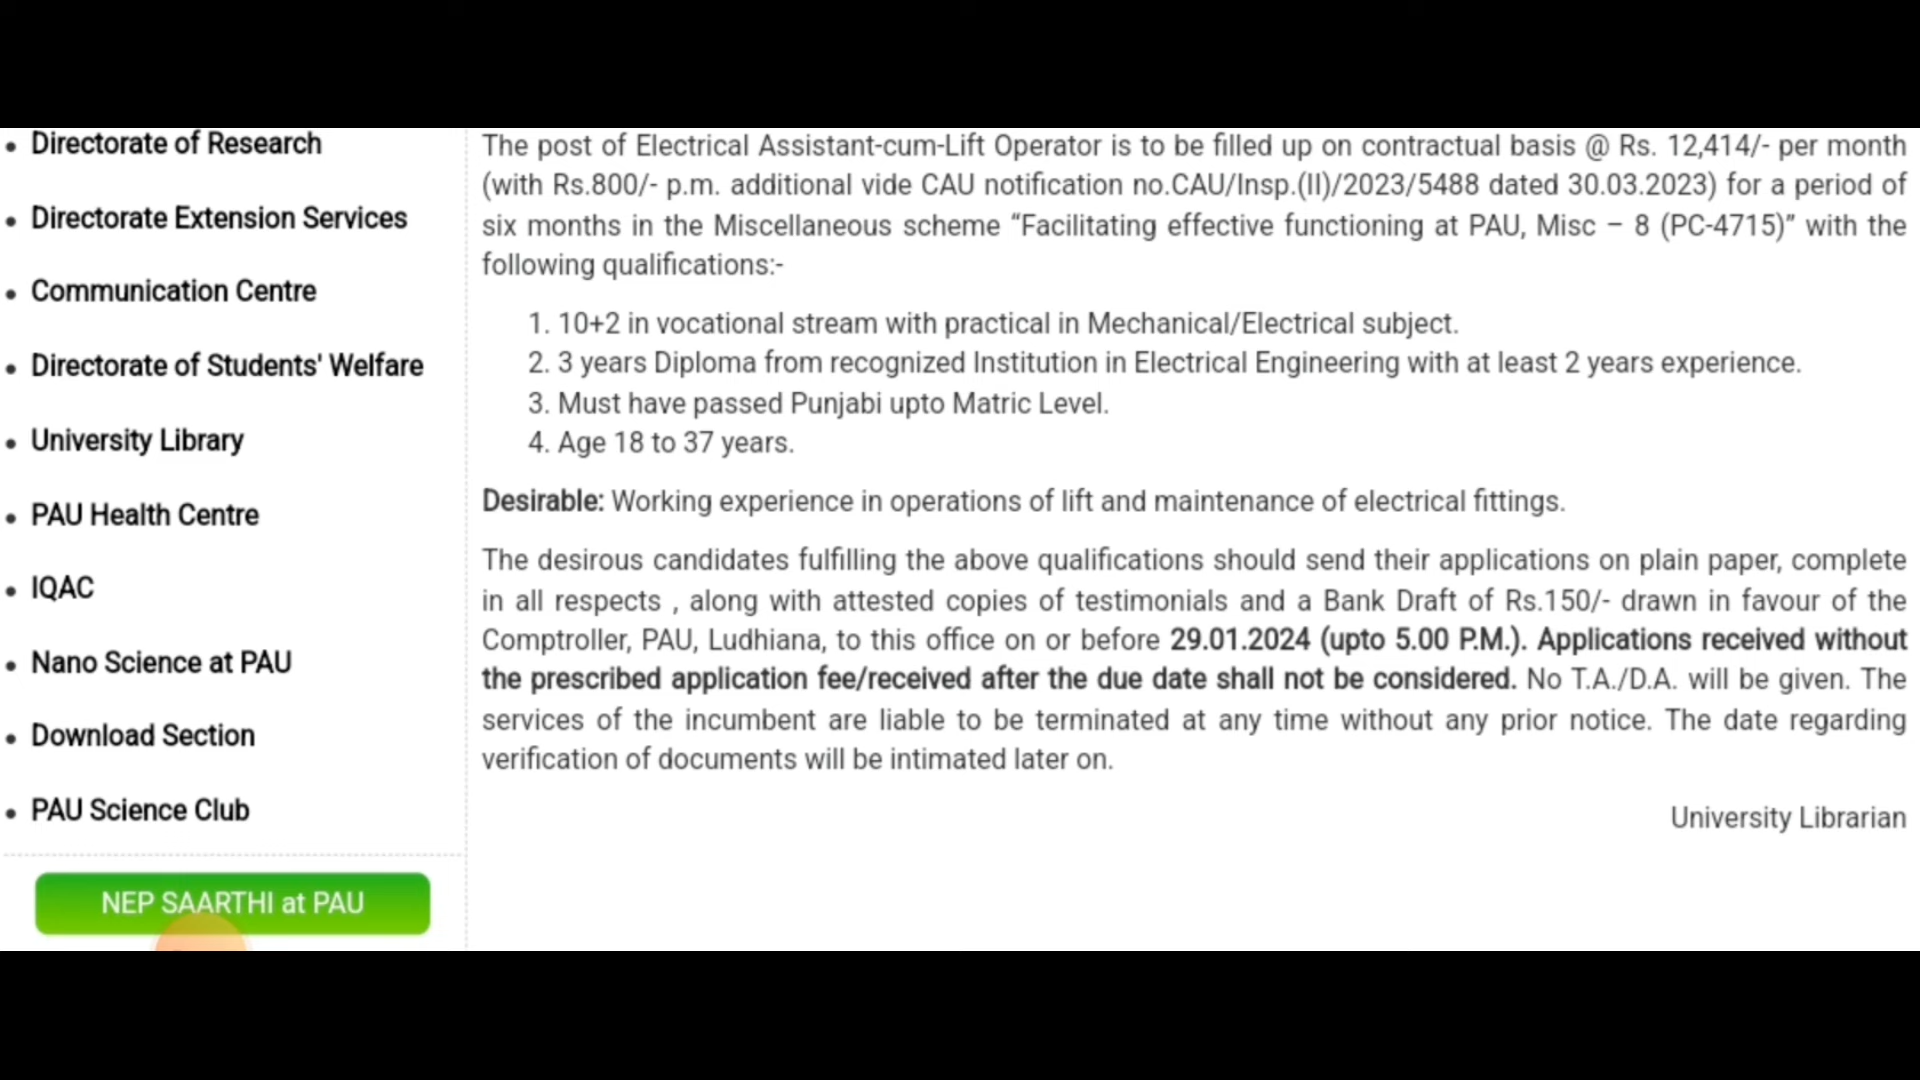 Directorate of Research
Directorate Extension Services
Communication Centre
Directorate of Students' Welfare
University Library
PAU Health Centre
IQAC
Nano Science at PAU
Download Section
PAU Science Club
NEP SAARTHI at PAU
The post of Electrical Assistant-cum-Lift Operator is to be filled up on contractual basis @ Rs. 12,414/- per month
(with Rs.800/- p.m. additional vide CAU notification no.CAU/Insp.(II)/2023/5488 dated 30.03.2023) for a period of
six months in the Miscellaneous scheme “Facilitating effective functioning at PAU, Misc – 8 (PC-4715)” with the
following qualifications:-
1. 10+2 in vocational stream with practical in Mechanical/Electrical subject.
2. 3 years Diploma from recognized Institution in Electrical Engineering with at least 2 years experience.
3. Must have passed Punjabi upto Matric Level.
4. Age 18 to 37 years.
Desirable: Working experience in operations of lift and maintenance of electrical fittings.
The desirous candidates fulfilling the above qualifications should send their applications on plain paper, complete
in all respects , along with attested copies of testimonials and a Bank Draft of Rs.150/- drawn in favour of the
Comptroller, PAU, Ludhiana, to this office on or before 29.01.2024 (upto 5.00 P.M.). Applications received without
the prescribed application fee/received after the due date shall not be considered. No T.A./D.A. will be given. The
services of the incumbent are liable to be terminated at any time without any prior notice. The date regarding
verification of documents will be intimated later on.
University Librarian